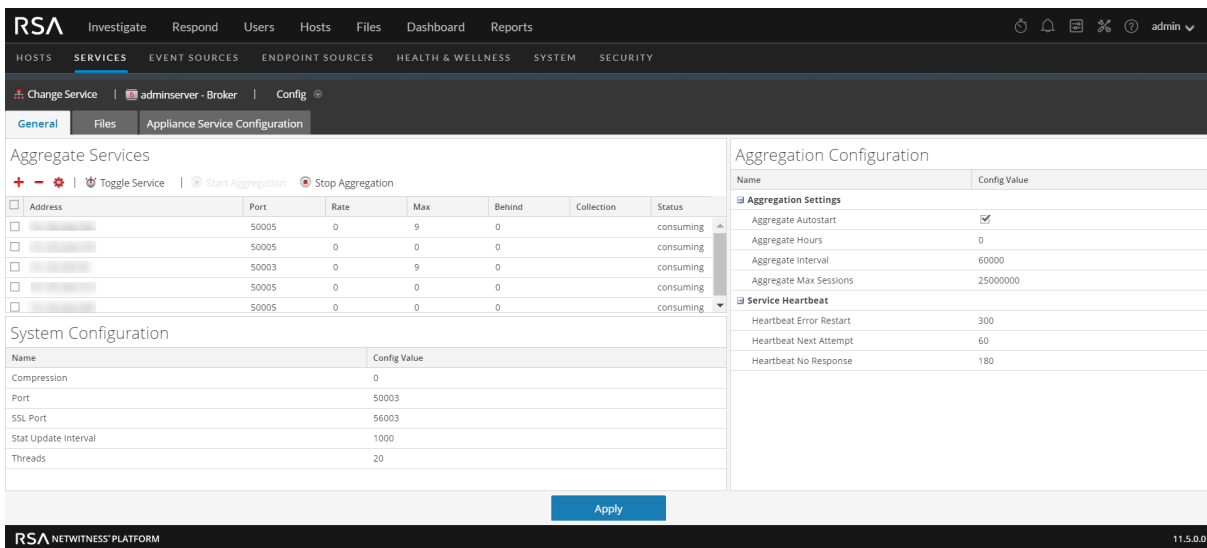 RSA Investigate Respond Users Hosts Files Dashboard Reports admin
HOSTS SERVICES EVENT SOURCES ENDPOINT SOURCES HEALTH & WELLNESS SYSTEM SECURITY
Change Service | adminserver - Broker | Config
General Files Appliance Service Configuration
Aggregate Services
Toggle Service | Start Aggregation Stop Aggregation
Address Port Rate Max Behind Collection Status
50005 0 9 0 consuming
50005 0 0 0 consuming
50003 0 9 0 consuming
50005 0 0 0 consuming
50005 0 0 0 consuming
System Configuration
Name Config Value
Compression 0
Port 50003
SSL Port 56003
Stat Update Interval 1000
Threads 20
Aggregation Configuration
Name Config Value
Aggregation Settings
Aggregate Autostart
Aggregate Hours 0
Aggregate Interval 60000
Aggregate Max Sessions 25000000
Service Heartbeat
Heartbeat Error Restart 300
Heartbeat Next Attempt 60
Heartbeat No Response 180
Apply
RSA NETWITNESS® PLATFORM 11.5.0.0